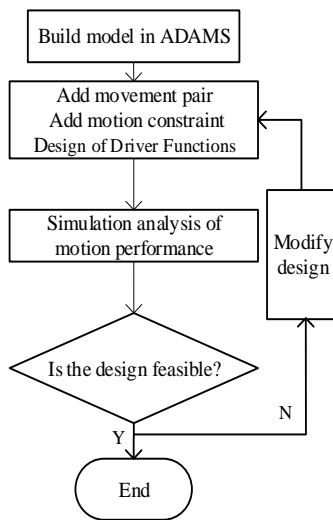 Build model in ADAMS
Add movement pair
Add motion constraint
Design of Driver Functions
Simulation analysis of
motion performance
Modify
design
Is the design feasible?
N
Y
End